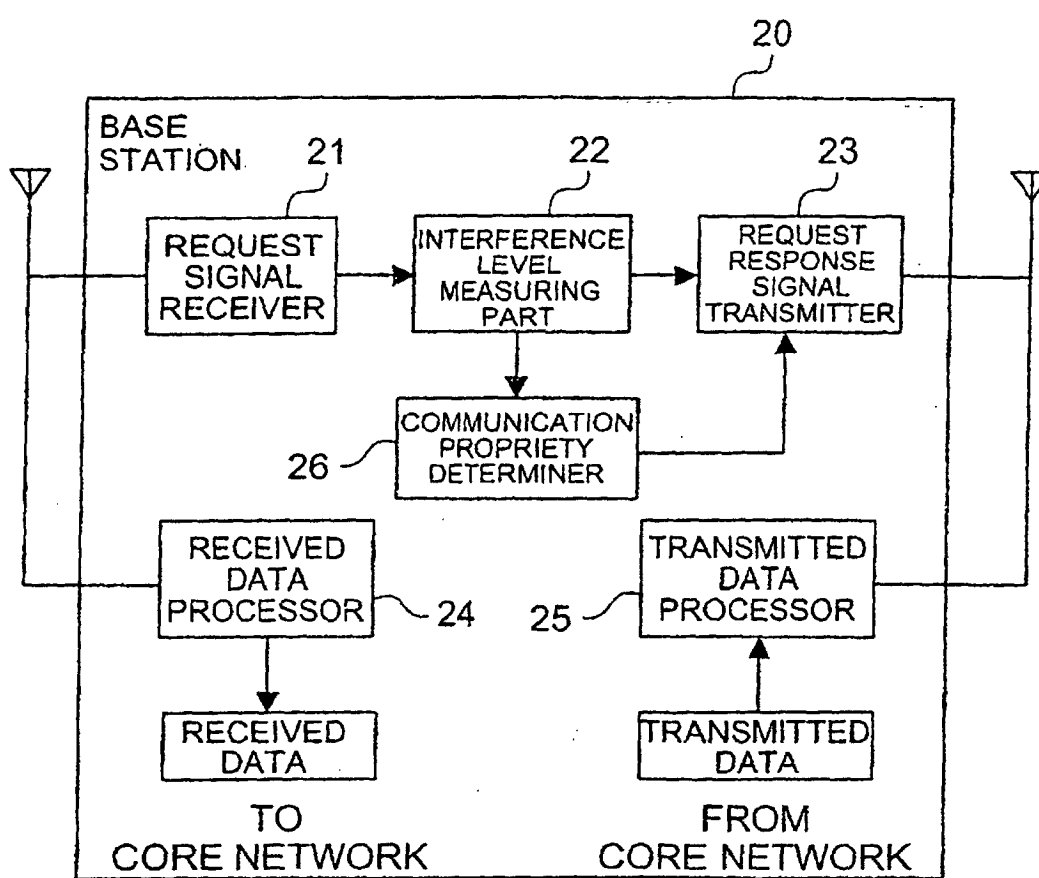 20
BASE
STATION
21
22
23
REQUEST
SIGNAL
RECEIVER
INTERFERENCE
LEVEL
MEASURING
PART
REQUEST
RESPONSE
SIGNAL
TRANSMITTER
COMMUNICATION
PROPRIETY
DETERMINER
26
RECEIVED
DATA
PROCESSOR
24
TRANSMITTED
DATA
PROCESSOR
25
RECEIVED
DATA
TRANSMITTED
DATA
TO
CORE NETWORK
FROM
CORE NETWORK